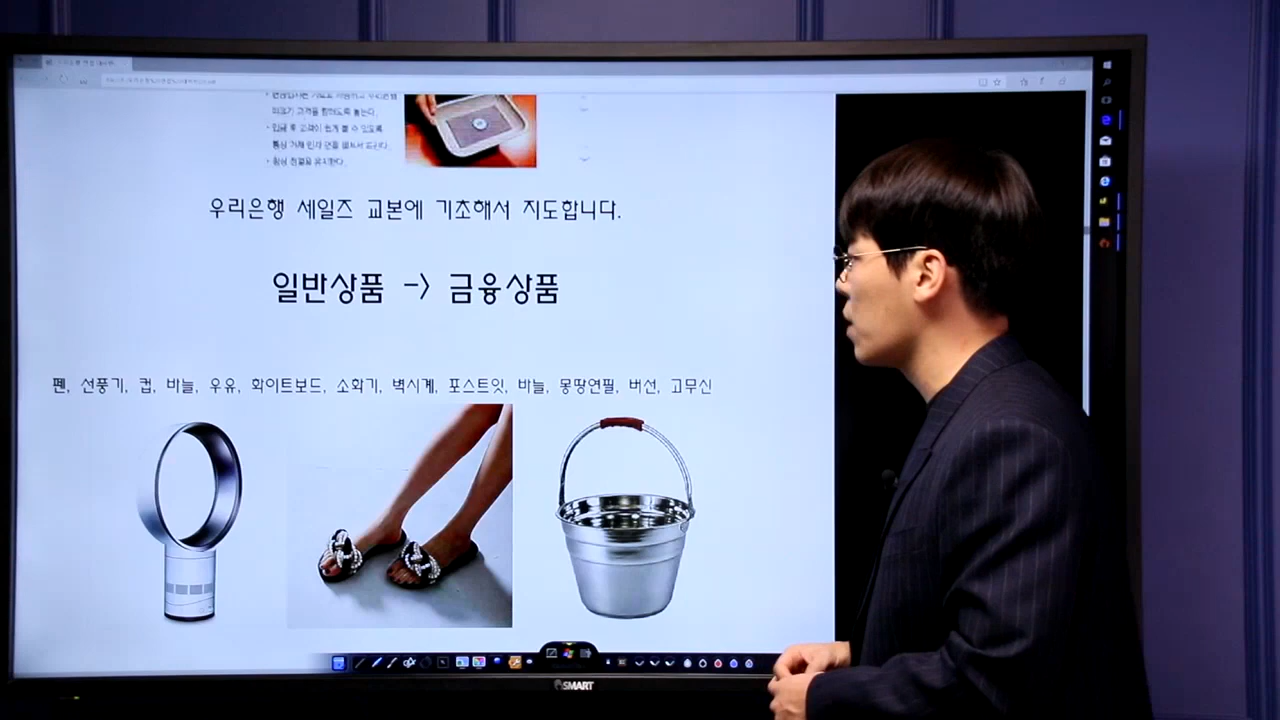 우리은행 세일즈 교본에 기초해서 지도합니다.
일반상품 -> 금융상품
펜, 선풍기, 컵, 바늘, 우유, 화이트보드, 소화기, 벽시계, 포스트잇, 바늘, 몽땅연필, 버선, 고무신
SMART